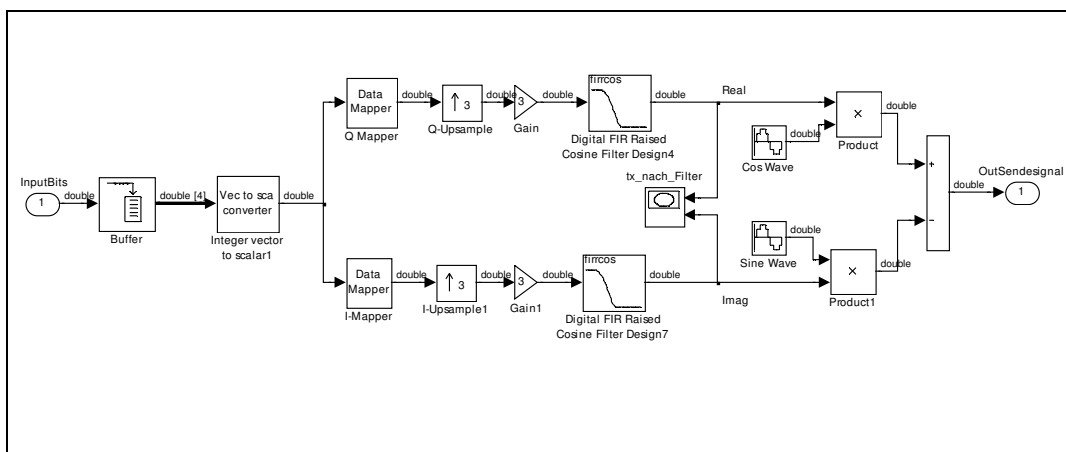 InputBits
1
double
Buffer
double [4]
Vec to sca
converter
Integer vector
to scalar1
double
Data
Mapper
Q Mapper
double
3
Q-Upsample
double
3
Gain
double
firrcos
Digital FIR Raised
Cosine Filter Design4
double
Real
double
Cos Wave
×
Product
double
tx_nach_Filter
Data
Mapper
I-Mapper
double
3
I-Upsample1
double
3
Gain1
double
firrcos
Digital FIR Raised
Cosine Filter Design7
double
Imag
double
Sine Wave
×
Product1
double
+
−
double
OutSendesignal
1